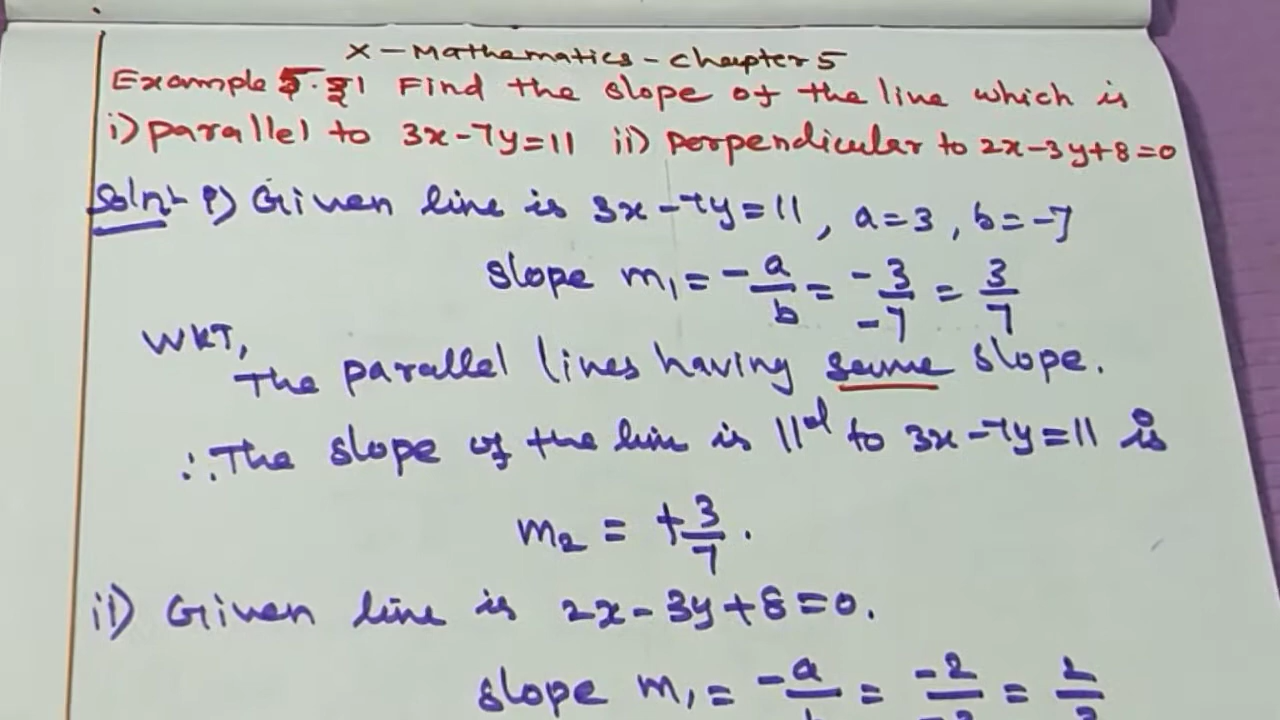 X - Mathematics - Chapter 5
Example 5.31 Find the slope of the line which is
i) parallel to 3x-7y=11 ii) perpendicular to 2x-3y+8=0
Soln:- i) Given line is 3x-7y=11, a=3, b=-7
slope m₁ = -a/b = -3/-7 = 3/7
WKT,
The parallel lines having same slope.
∴ The slope of the line is ||el to 3x-7y=11 is
m₂ = +3/7.
ii) Given line is 2x-3y+8=0.
slope m₁ = -a/b = -2/-3 = 2/3